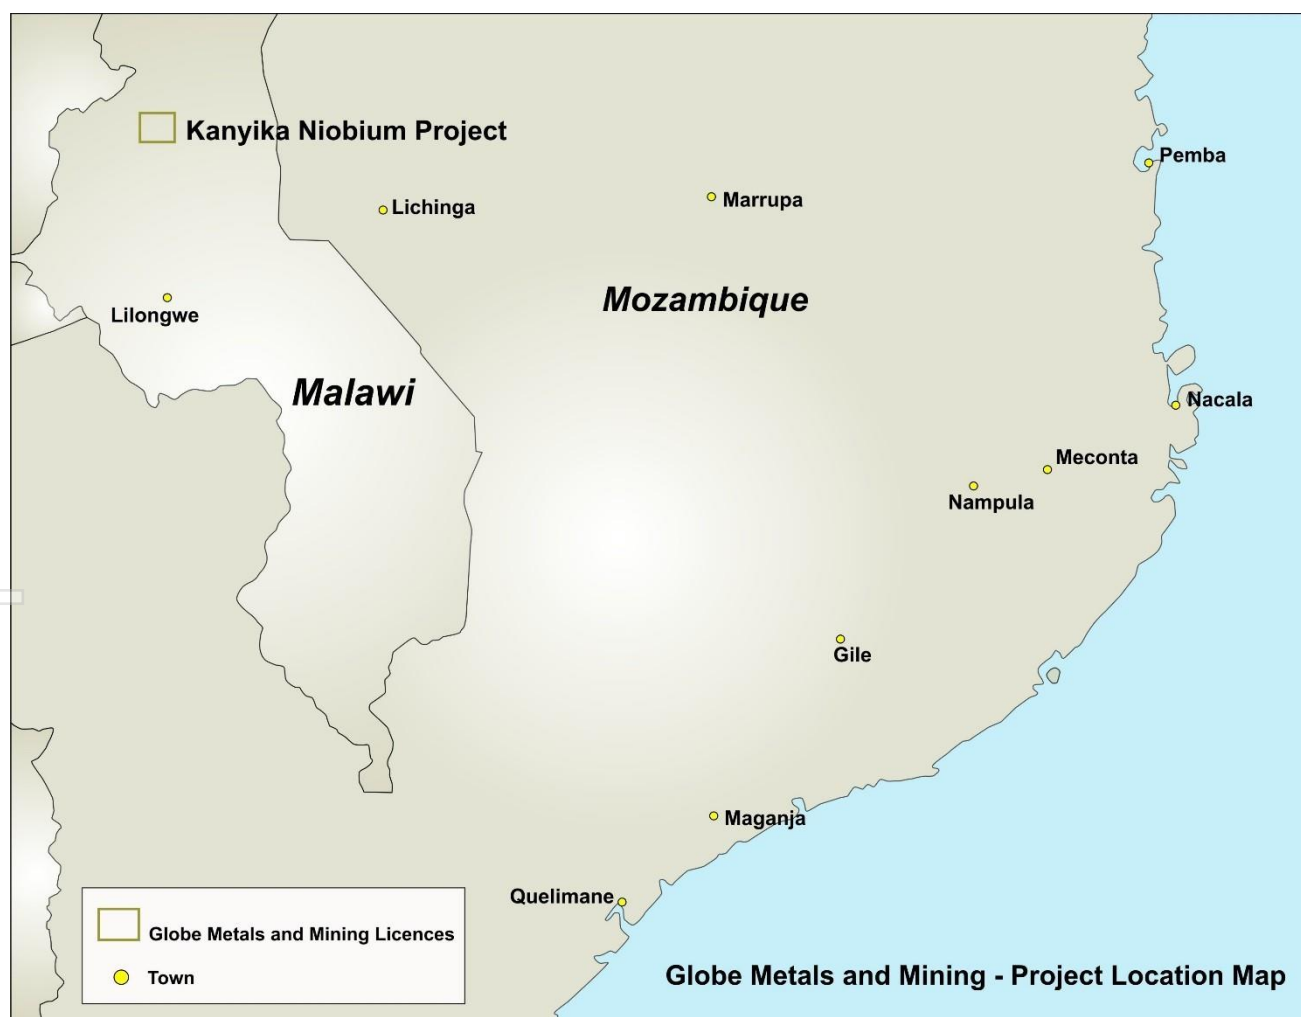 Kanyika Niobium Project
Pemba
Lichinga
Marrupa
Mozambique
Lilongwe
Malawi
Nacala
Meconta
Nampula
Gile
Maganja
Quelimane
Globe Metals and Mining Licences
Town
Globe Metals and Mining - Project Location Map